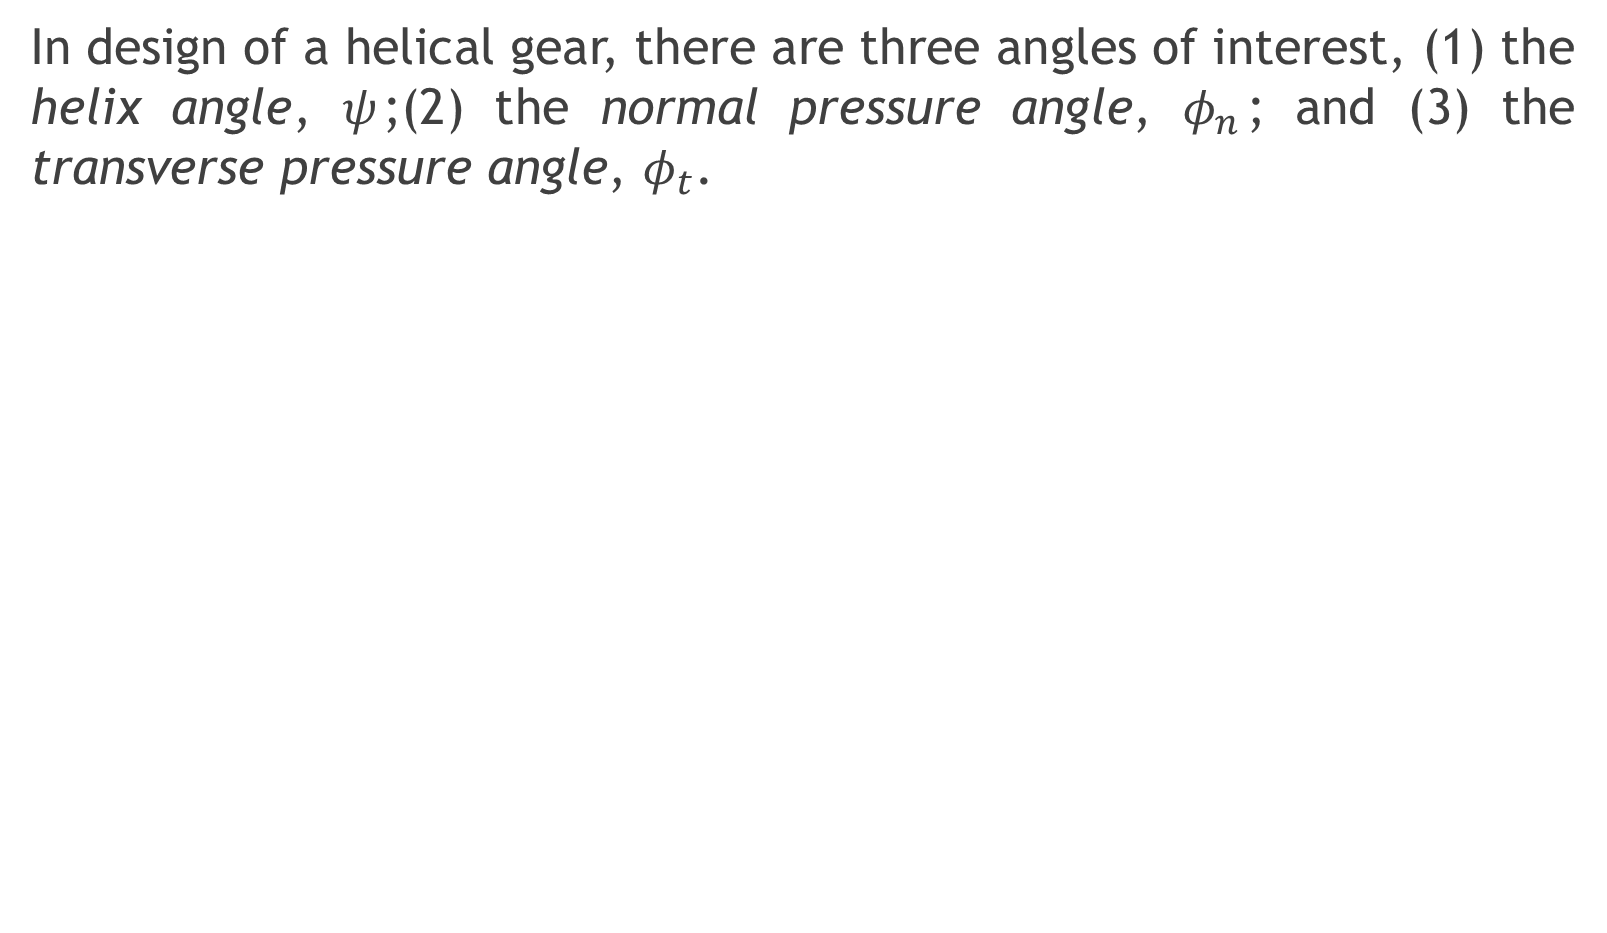 In design of a helical gear, there are three angles of interest, (1) the
helix angle, ψ;(2) the normal pressure angle, ϕn; and (3) the
transverse pressure angle, ϕt.